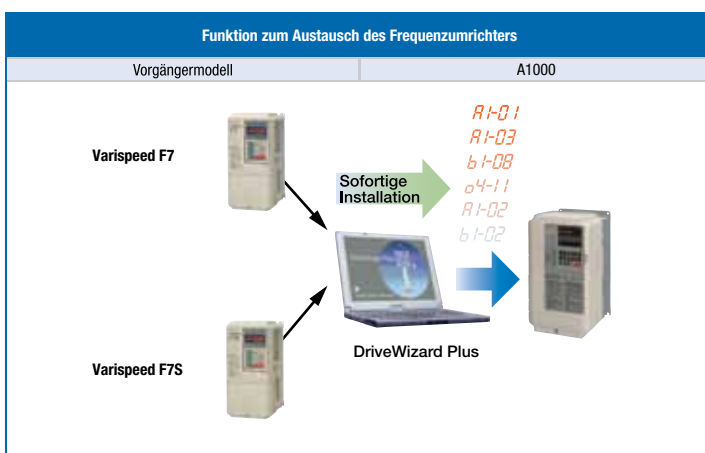 Funktion zum Austausch des Frequenzumrichters
Vorgängermodell
A1000
Varispeed F7
Sofortige
Installation
A1-01
A1-03
b1-08
o4-11
A1-02
b1-02
DriveWizard Plus
Varispeed F7S